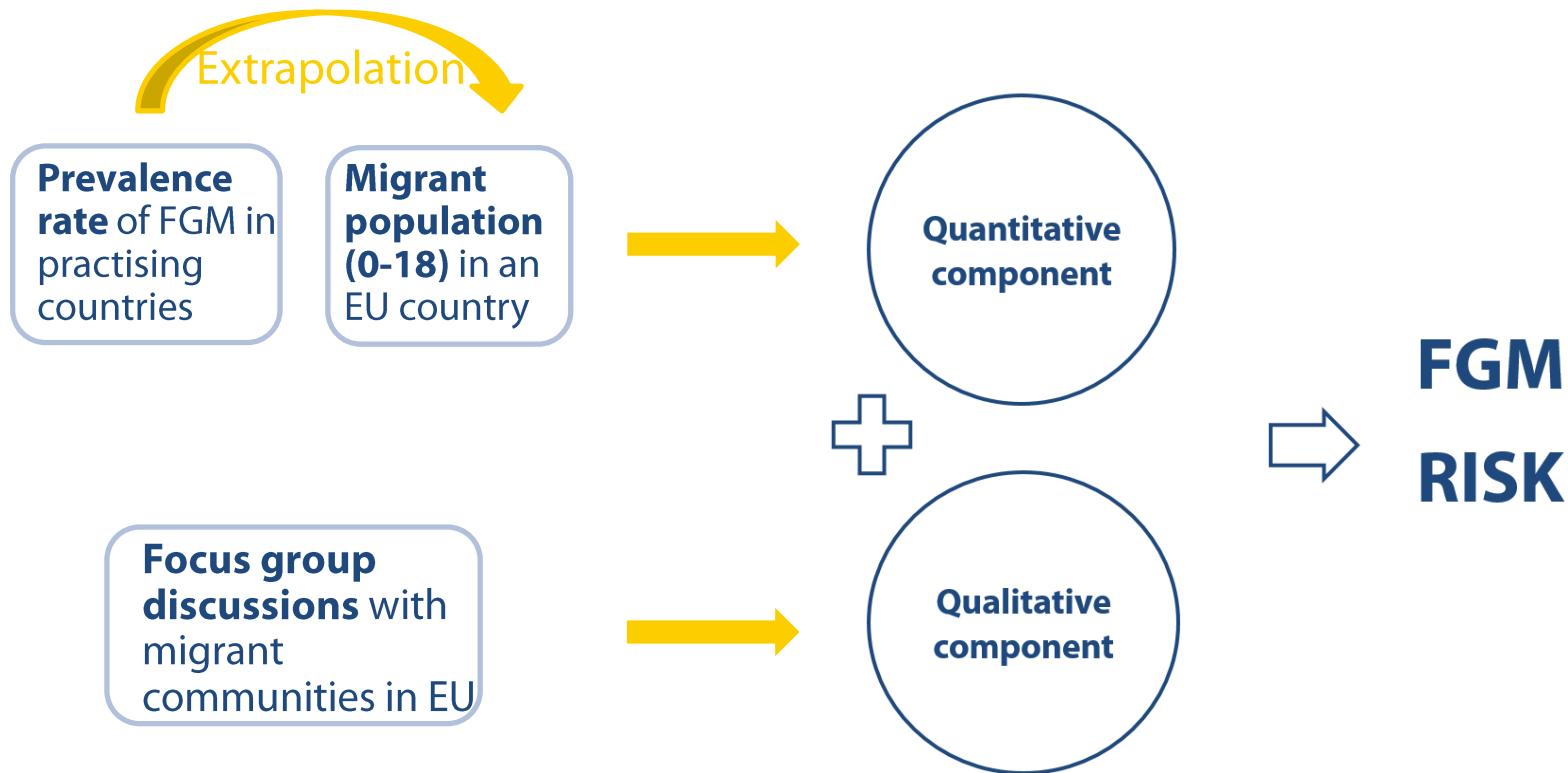 Extrapolation
Prevalence
rate of FGM in
practising
countries
Migrant
population
(0-18) in an
EU country
Quantitative
component
FGM
RISK
Focus group
discussions with
migrant
communities in EU
Qualitative
component